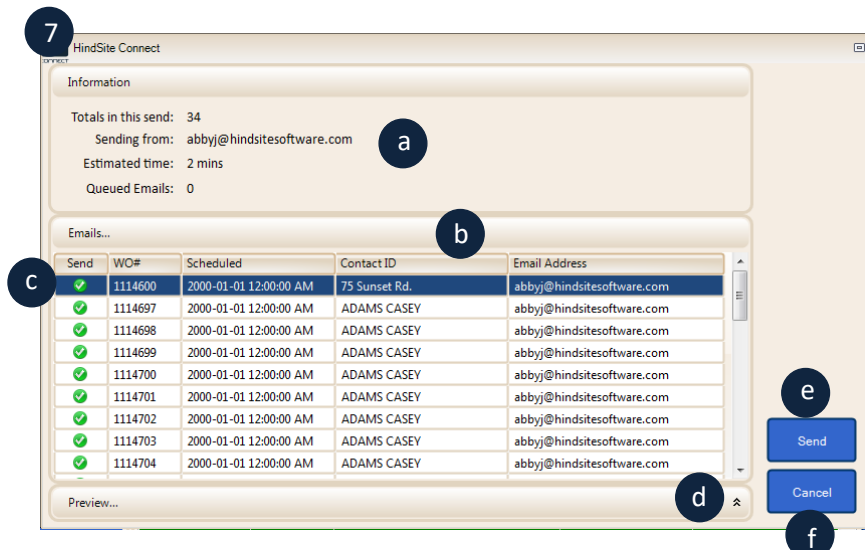 7
HindSite Connect
Information
Totals in this send: 34
a
Sending from: abbyj@hindsitesoftware.com
Estimated time: 2 mins
Queued Emails: 0
b
Emails...
Send WO# Scheduled Contact ID Email Address
c
1114600 2000-01-01 12:00:00 AM 75 Sunset Rd. abbyj@hindsitesoftware.com
1114697 2000-01-01 12:00:00 AM ADAMS CASEY abbyj@hindsitesoftware.com
1114698 2000-01-01 12:00:00 AM ADAMS CASEY abbyj@hindsitesoftware.com
1114699 2000-01-01 12:00:00 AM ADAMS CASEY abbyj@hindsitesoftware.com
1114700 2000-01-01 12:00:00 AM ADAMS CASEY abbyj@hindsitesoftware.com
1114701 2000-01-01 12:00:00 AM ADAMS CASEY abbyj@hindsitesoftware.com
1114702 2000-01-01 12:00:00 AM ADAMS CASEY abbyj@hindsitesoftware.com
1114703 2000-01-01 12:00:00 AM ADAMS CASEY abbyj@hindsitesoftware.com
1114704 2000-01-01 12:00:00 AM ADAMS CASEY abbyj@hindsitesoftware.com
e
Send
Preview...
d
Cancel
f